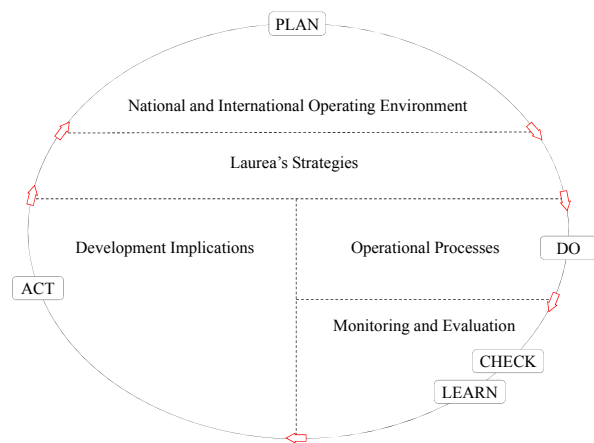 PLAN
National and International Operating Environment
Laurea's Strategies
Development Implications
Operational Processes
DO
ACT
Monitoring and Evaluation
CHECK
LEARN